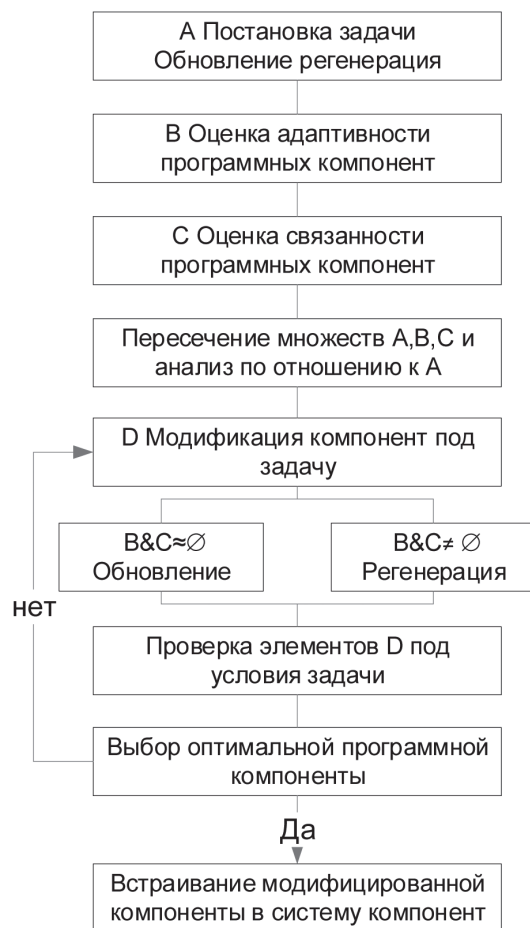 А Постановка задачи
Обновление регенерация
В Оценка адаптивности
программных компонент
С Оценка связанности
программных компонент
Пересечение множеств А,В,С и
анализ по отношению к А
D Модификация компонент под
задачу
B&C≈∅
Обновление
B&C≠ ∅
Регенерация
нет
Проверка элементов D под
условия задачи
Выбор оптимальной программной
компоненты
Да
Встраивание модифицированной
компоненты в систему компонент